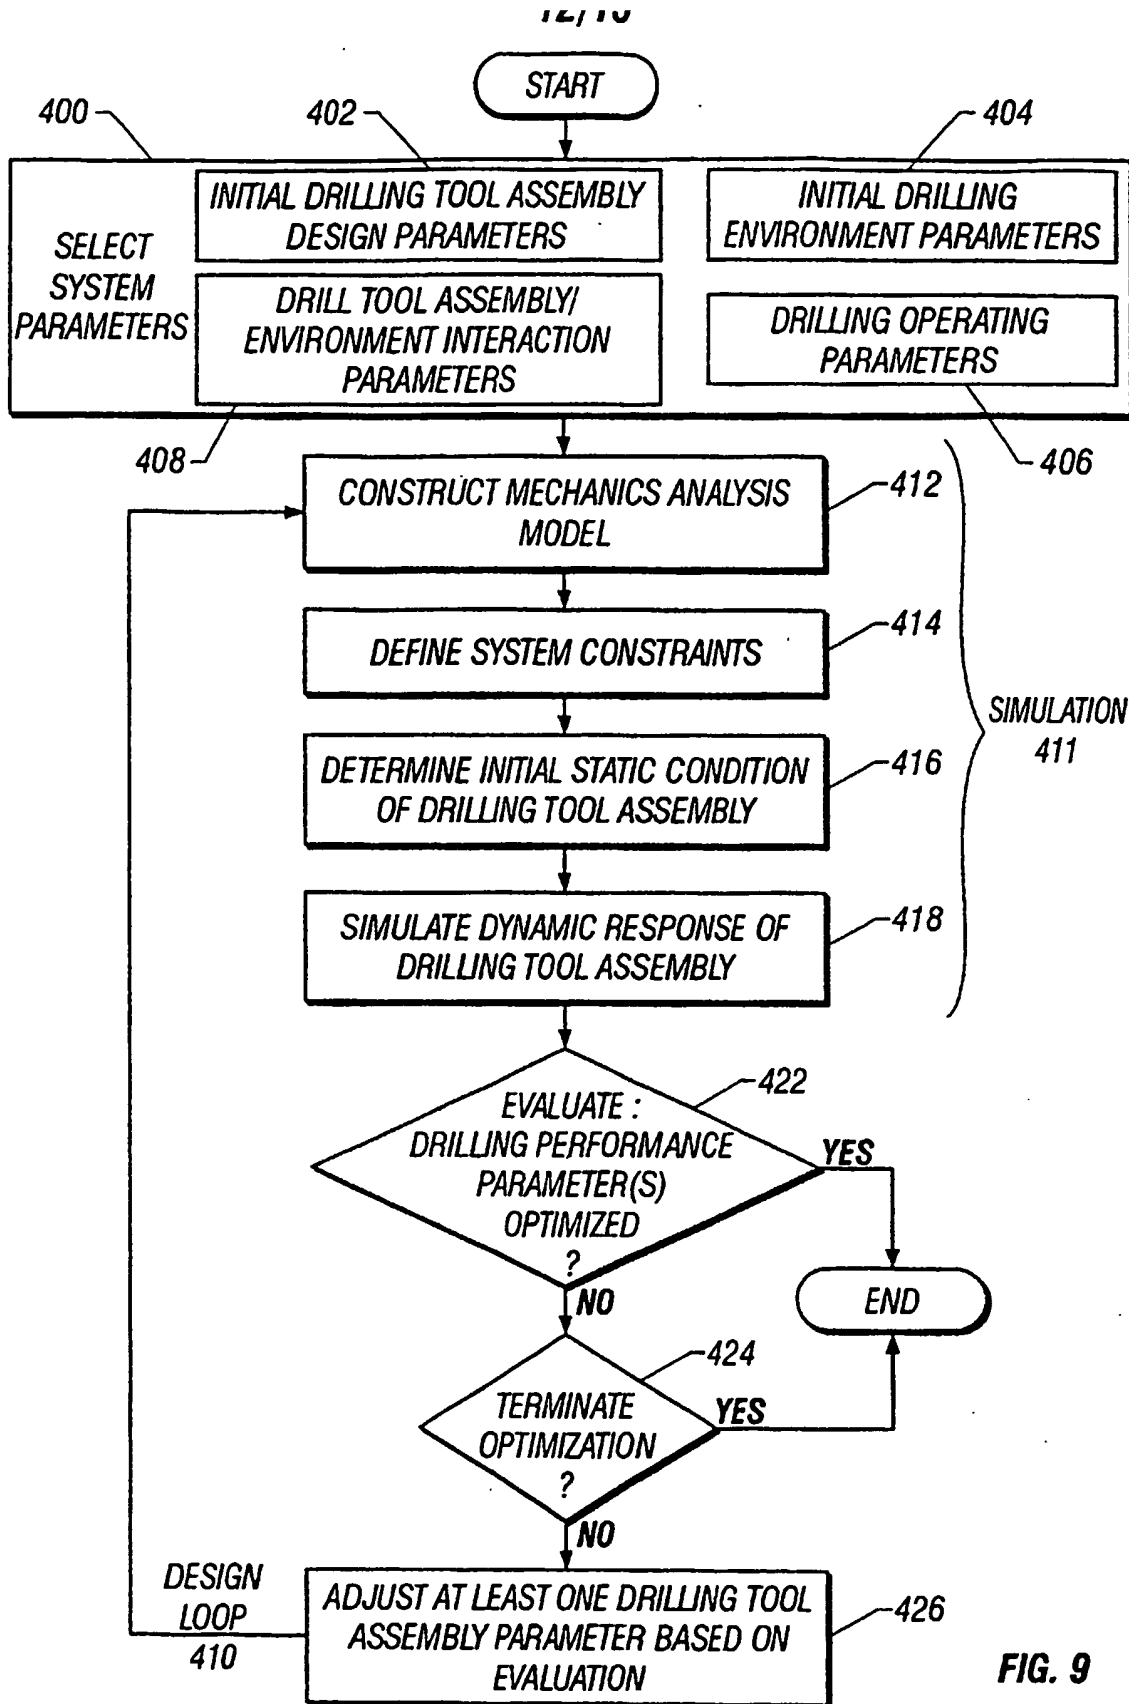 START
400
402
404
SELECT
SYSTEM
PARAMETERS
INITIAL DRILLING TOOL ASSEMBLY
DESIGN PARAMETERS
INITIAL DRILLING
ENVIRONMENT PARAMETERS
DRILL TOOL ASSEMBLY/
ENVIRONMENT INTERACTION
PARAMETERS
DRILLING OPERATING
PARAMETERS
408
406
CONSTRUCT MECHANICS ANALYSIS
MODEL
412
DEFINE SYSTEM CONSTRAINTS
414
DETERMINE INITIAL STATIC CONDITION
OF DRILLING TOOL ASSEMBLY
416
SIMULATION
411
SIMULATE DYNAMIC RESPONSE OF
DRILLING TOOL ASSEMBLY
418
EVALUATE :
DRILLING PERFORMANCE
PARAMETER(S)
OPTIMIZED
?
422
YES
NO
END
TERMINATE
OPTIMIZATION
?
424
YES
NO
DESIGN
LOOP
410
ADJUST AT LEAST ONE DRILLING TOOL
ASSEMBLY PARAMETER BASED ON
EVALUATION
426
FIG. 9